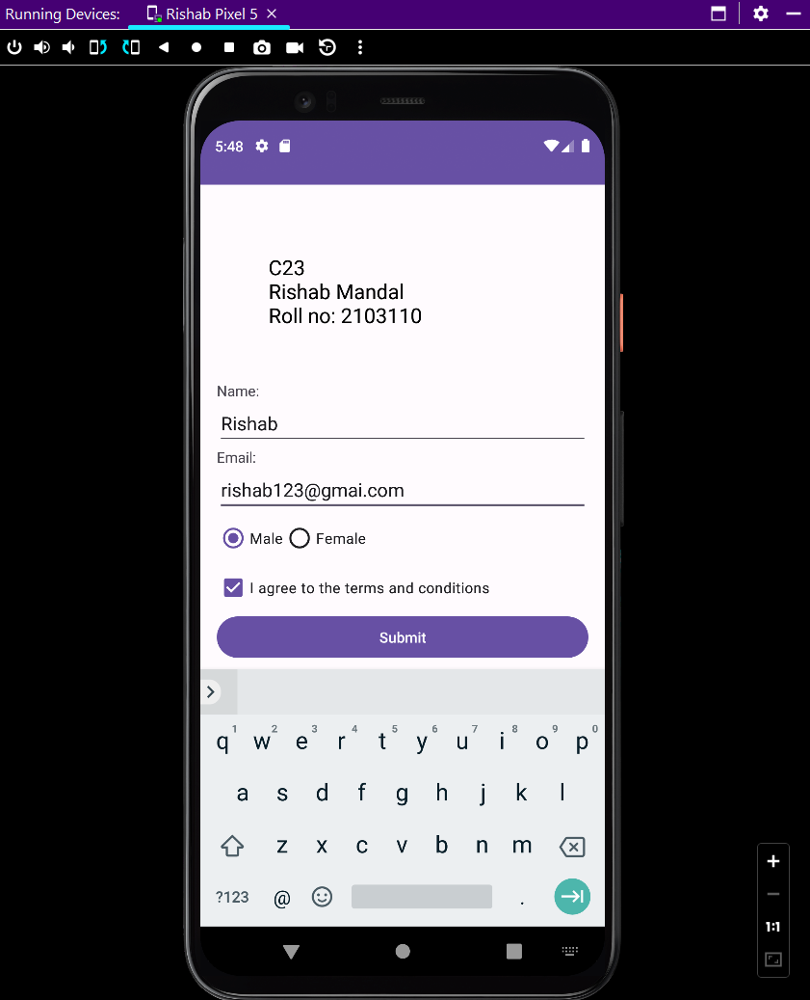 Running Devices: Rishab Pixel 5
5:48
C23
Rishab Mandal
Roll no: 2103110
Name:
Rishab
Email:
rishab123@gmai.com
Male Female
I agree to the terms and conditions
Submit
1 2 3 4 5 6 7 8 9 0
q w e r t y u i o p
a s d f g h j k l
z x c v b n m
?123 @ .
1:1